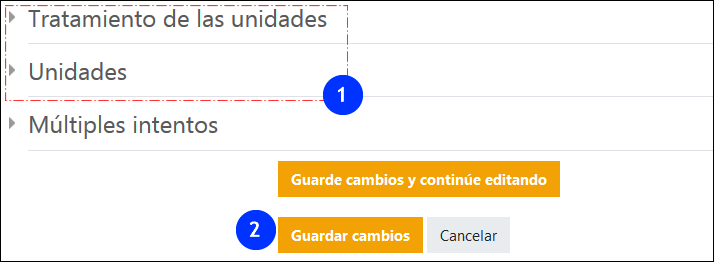 Tratamiento de las unidades
Unidades
1
Múltiples intentos
Guarde cambios y continúe editando
2 Guardar cambios Cancelar